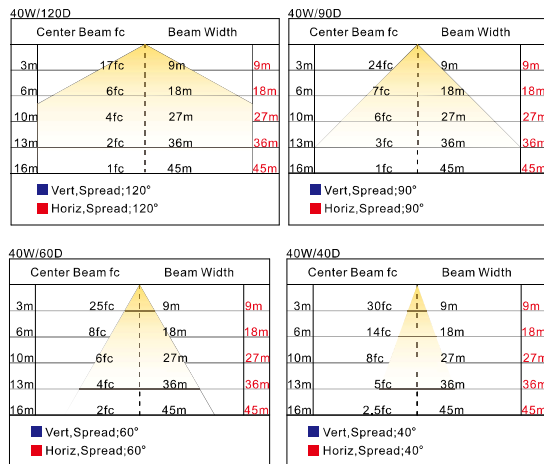 40W/120D
Center Beam fc Beam Width
3m 17fc 9m 9m
6m 6fc 18m 18m
10m 4fc 27m 27m
13m 2fc 36m 36m
16m 1fc 45m 45m
Vert,Spread;120°
Horiz,Spread;120°
40W/90D
Center Beam fc Beam Width
3m 24fc 9m 9m
6m 7fc 18m 18m
10m 6fc 27m 27m
13m 3fc 36m 36m
16m 1fc 45m 45m
Vert,Spread;90°
Horiz,Spread;90°
40W/60D
Center Beam fc Beam Width
3m 25fc 9m 9m
6m 8fc 18m 18m
10m 6fc 27m 27m
13m 4fc 36m 36m
16m 2fc 45m 45m
Vert,Spread;60°
Horiz,Spread;60°
40W/40D
Center Beam fc Beam Width
3m 30fc 9m 9m
6m 14fc 18m 18m
10m 8fc 27m 27m
13m 5fc 36m 36m
16m 2.5fc 45m 45m
Vert,Spread;40°
Horiz,Spread;40°